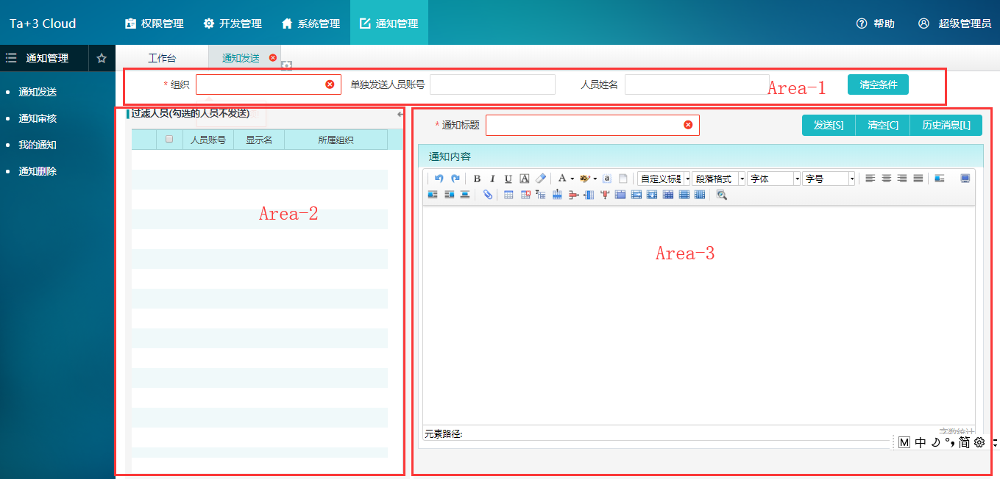 Ta+3 Cloud 权限管理 开发管理 系统管理 通知管理 帮助 超级管理员
通知管理 工作台 通知发送
* 组织 单独发送人员账号 人员姓名 Area-1 清空条件
通知发送
通知审核
我的通知
通知删除
过滤人员(勾选的人员不发送)
人员账号 显示名 所属组织
Area-2
* 通知标题 发送[S] 清空[C] 历史消息[L]
通知内容
B I U A A ab a 自定义标题 段落格式 字体 字号
Area-3
元素路径: 字数统计
M 中 简